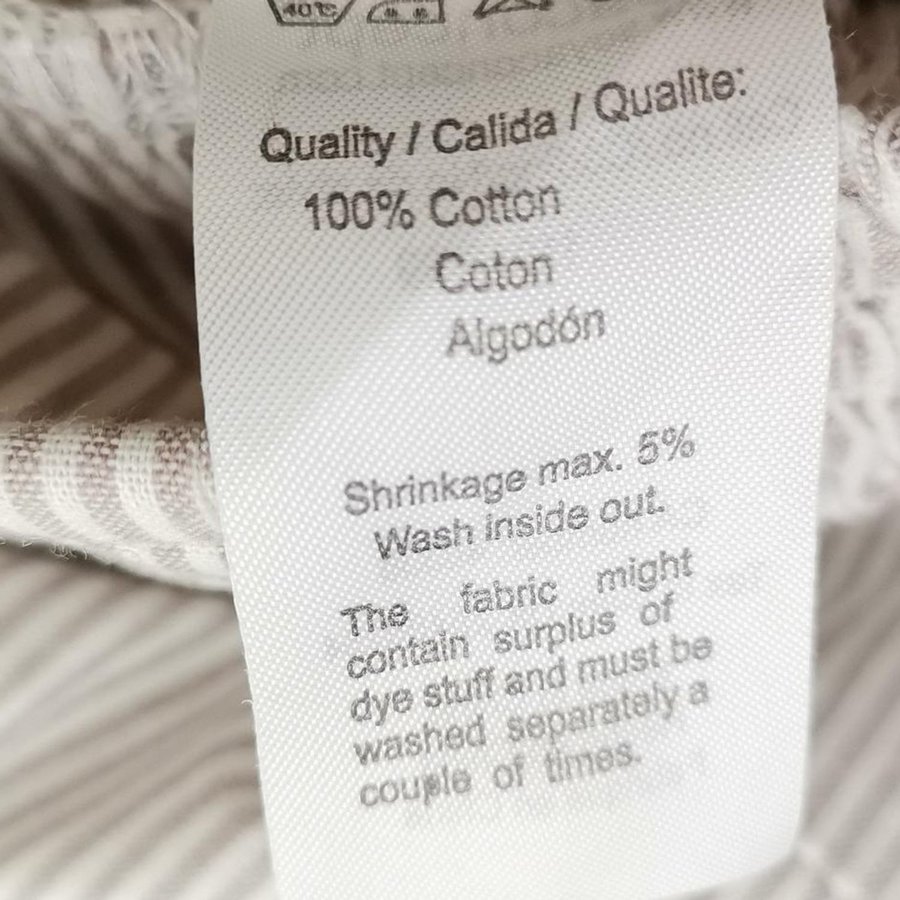 40°C
Quality / Calida / Qualite:
100% Cotton
Coton
Algodón
Shrinkage max. 5%
Wash inside out.
The fabric might
contain surplus of
dye stuff and must be
washed separately a
couple of times.